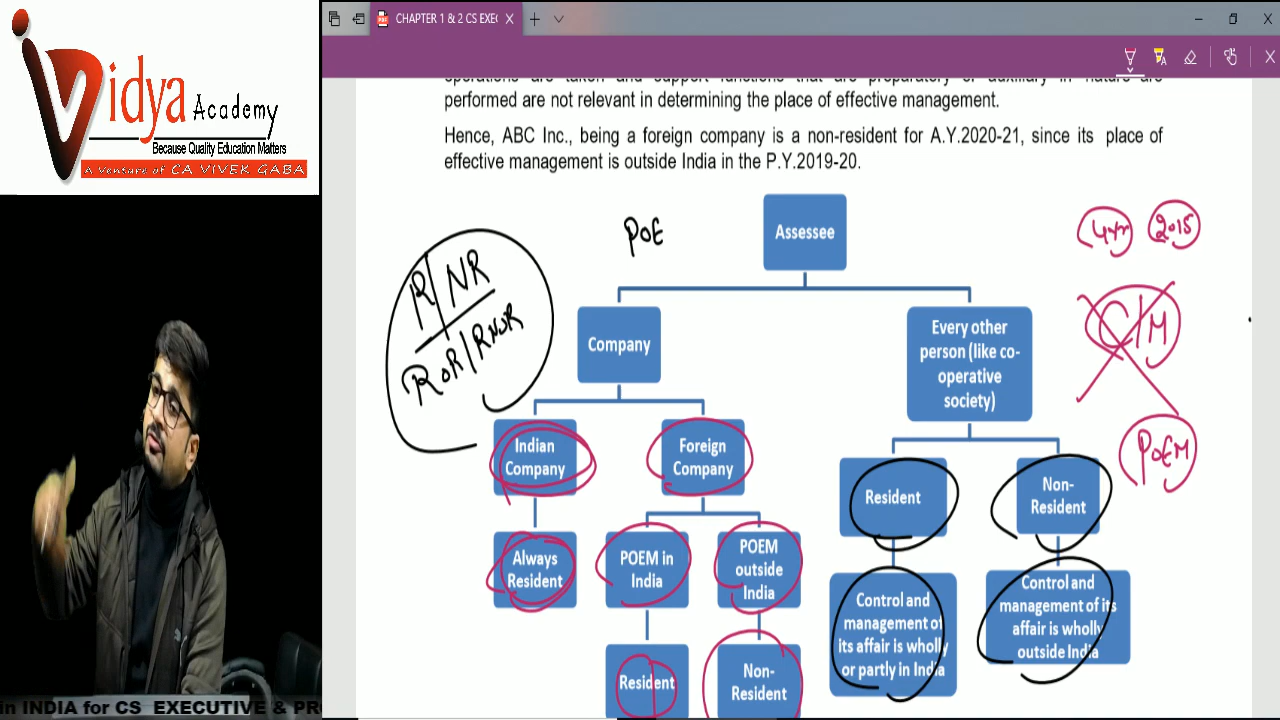 Vidya
Academy
Because Quality Education Matters
A Venture of CA VIVEK GABA
CHAPTER 1 & 2 CS EXE
performed are not relevant in determining the place of effective management.
Hence, ABC Inc., being a foreign company is a non-resident for A.Y.2020-21, since its place of
effective management is outside India in the P.Y.2019-20.
POE
Assessee
4yr
2015
R/NR
ROR/RNOR
Company
Every other
person (like co-
operative
society)
C/M
POEM
Indian
Company
Foreign
Company
Resident
Non-
Resident
Always
Resident
POEM in
India
POEM
outside
India
Control and
management of
its affair is wholly
or partly in India
Control and
management of its
affair is wholly
outside India
Resident
Non-
Resident
in INDIA for CS EXECUTIVE & PR